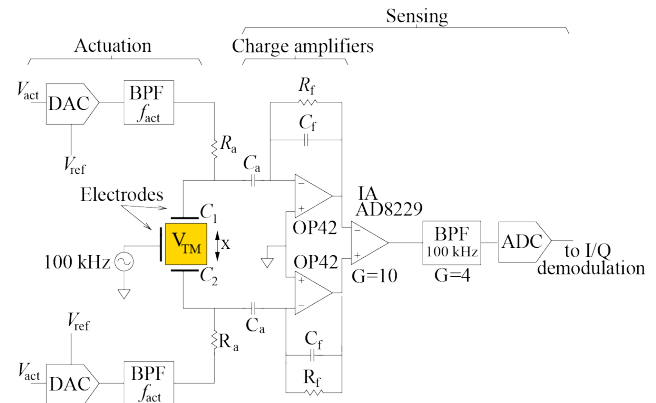 Sensing
Actuation
Charge amplifiers
Vact
DAC
BPF
fact
Vref
Ra
Rf
Cf
Ca
Electrodes
C1
VTM
x
C2
100 kHz
−
+
OP42
IA
AD8229
−
+
G=10
BPF
100 kHz
G=4
ADC
to I/Q
demodulation
OP42
+
−
Ca
Ra
Cf
Rf
Vref
Vact
DAC
BPF
fact